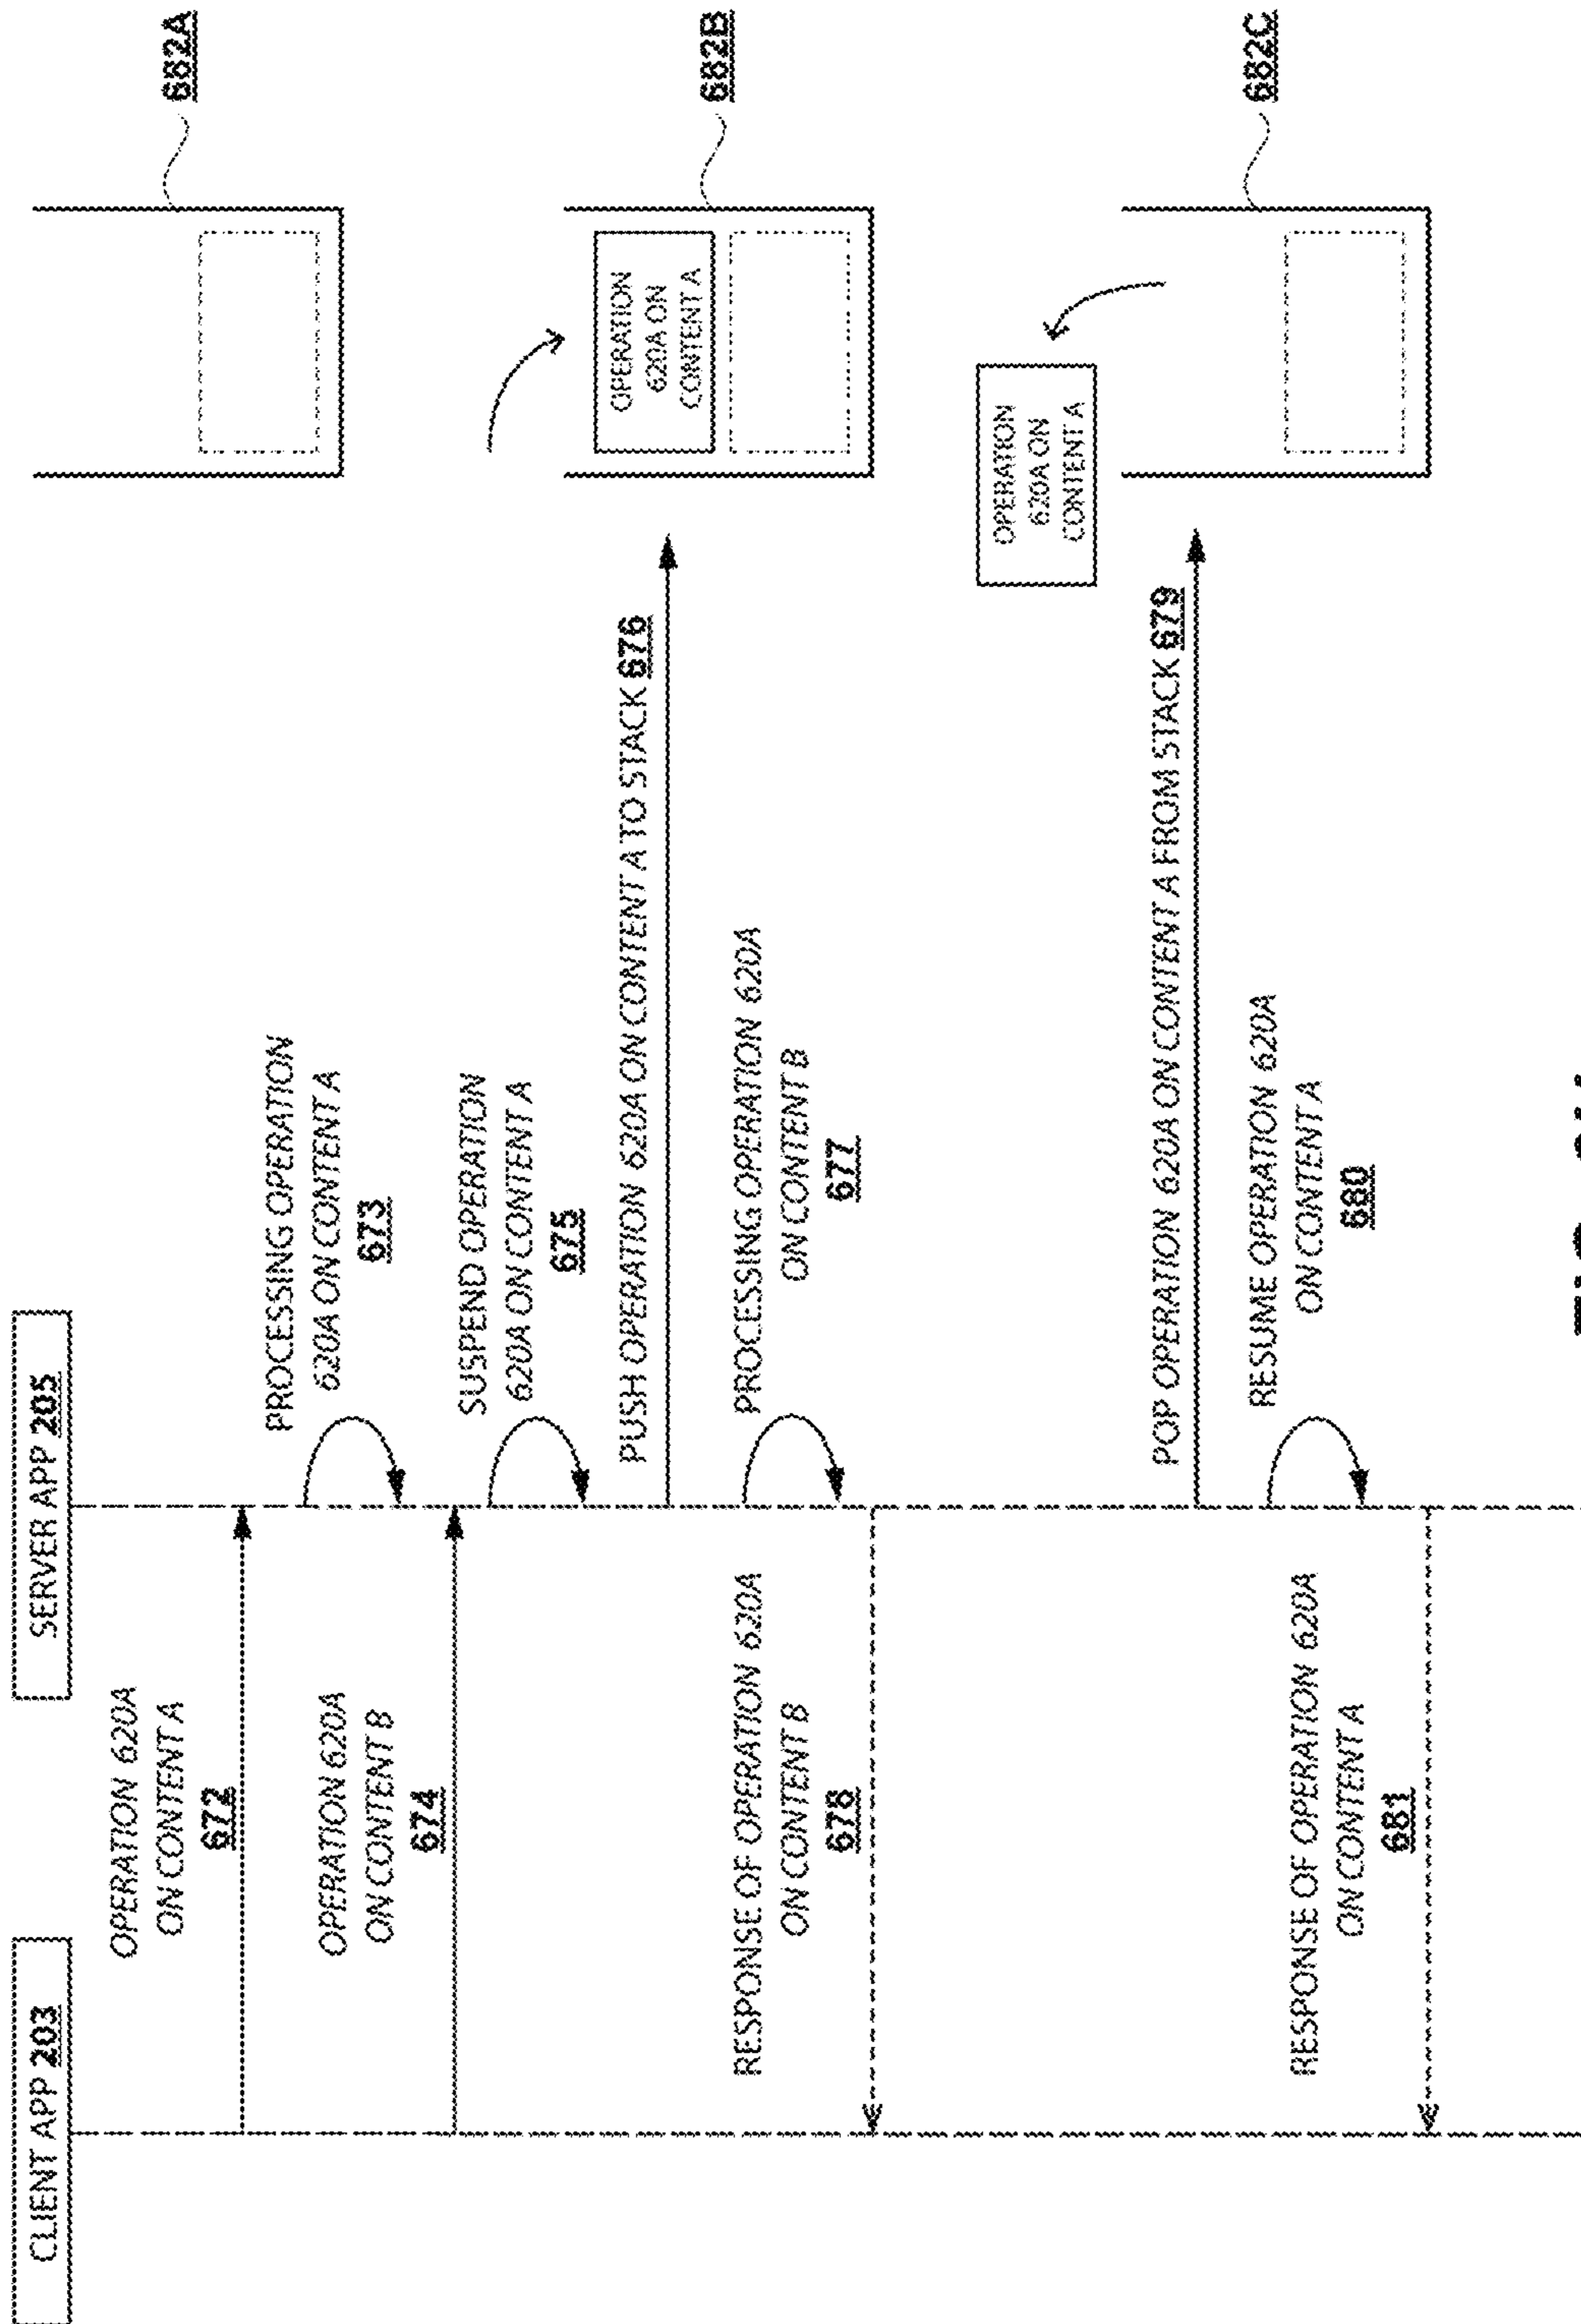 CLIENT APP 203
SERVER APP 205
OPERATION 620A
ON CONTENT A
672
PROCESSING OPERATION
620A ON CONTENT A
673
682A
OPERATION 620A
ON CONTENT B
674
SUSPEND OPERATION
620A ON CONTENT A
675
PUSH OPERATION 620A ON CONTENT A TO STACK 676
OPERATION
620A ON
CONTENT A
682B
PROCESSING OPERATION 620A
ON CONTENT B
677
RESPONSE OF OPERATION 620A
ON CONTENT B
678
POP OPERATION 620A ON CONTENT A FROM STACK 679
OPERATION
620A ON
CONTENT A
682C
RESUME OPERATION 620A
ON CONTENT A
680
RESPONSE OF OPERATION 620A
ON CONTENT A
681